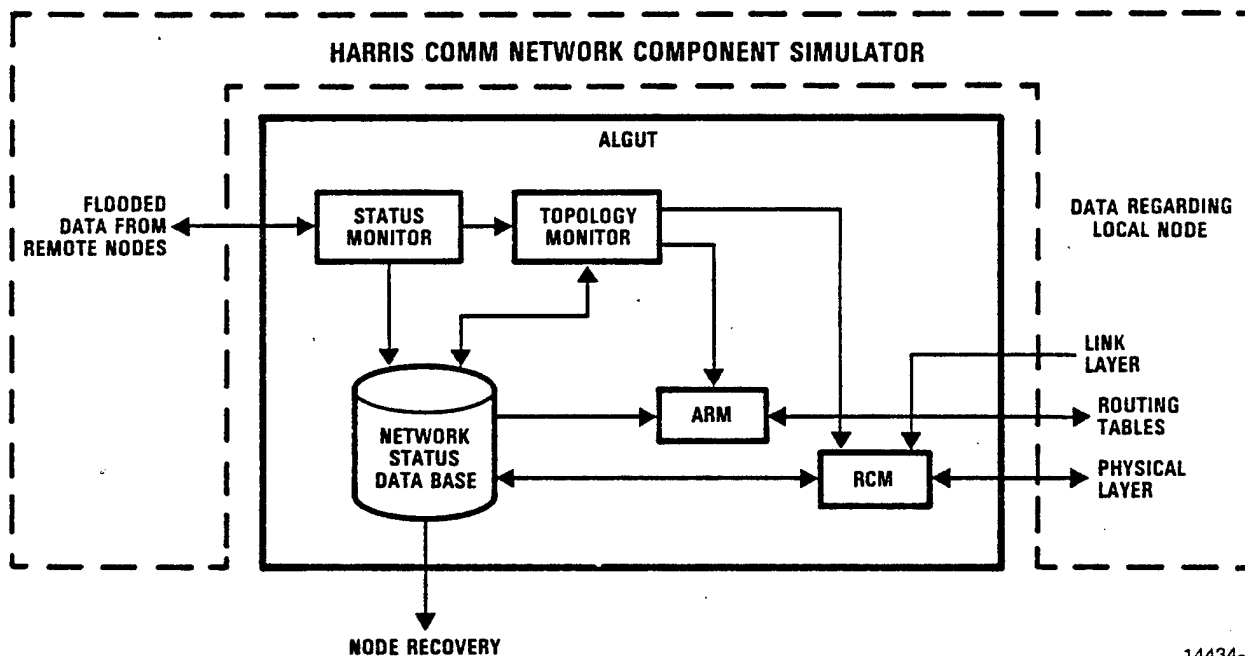 HARRIS COMM NETWORK COMPONENT SIMULATOR
ALGUT
FLOODED
DATA FROM
REMOTE NODES
STATUS
MONITOR
TOPOLOGY
MONITOR
DATA REGARDING
LOCAL NODE
LINK
LAYER
ARM
ROUTING
TABLES
NETWORK
STATUS
DATA BASE
RCM
PHYSICAL
LAYER
NODE RECOVERY
14434-